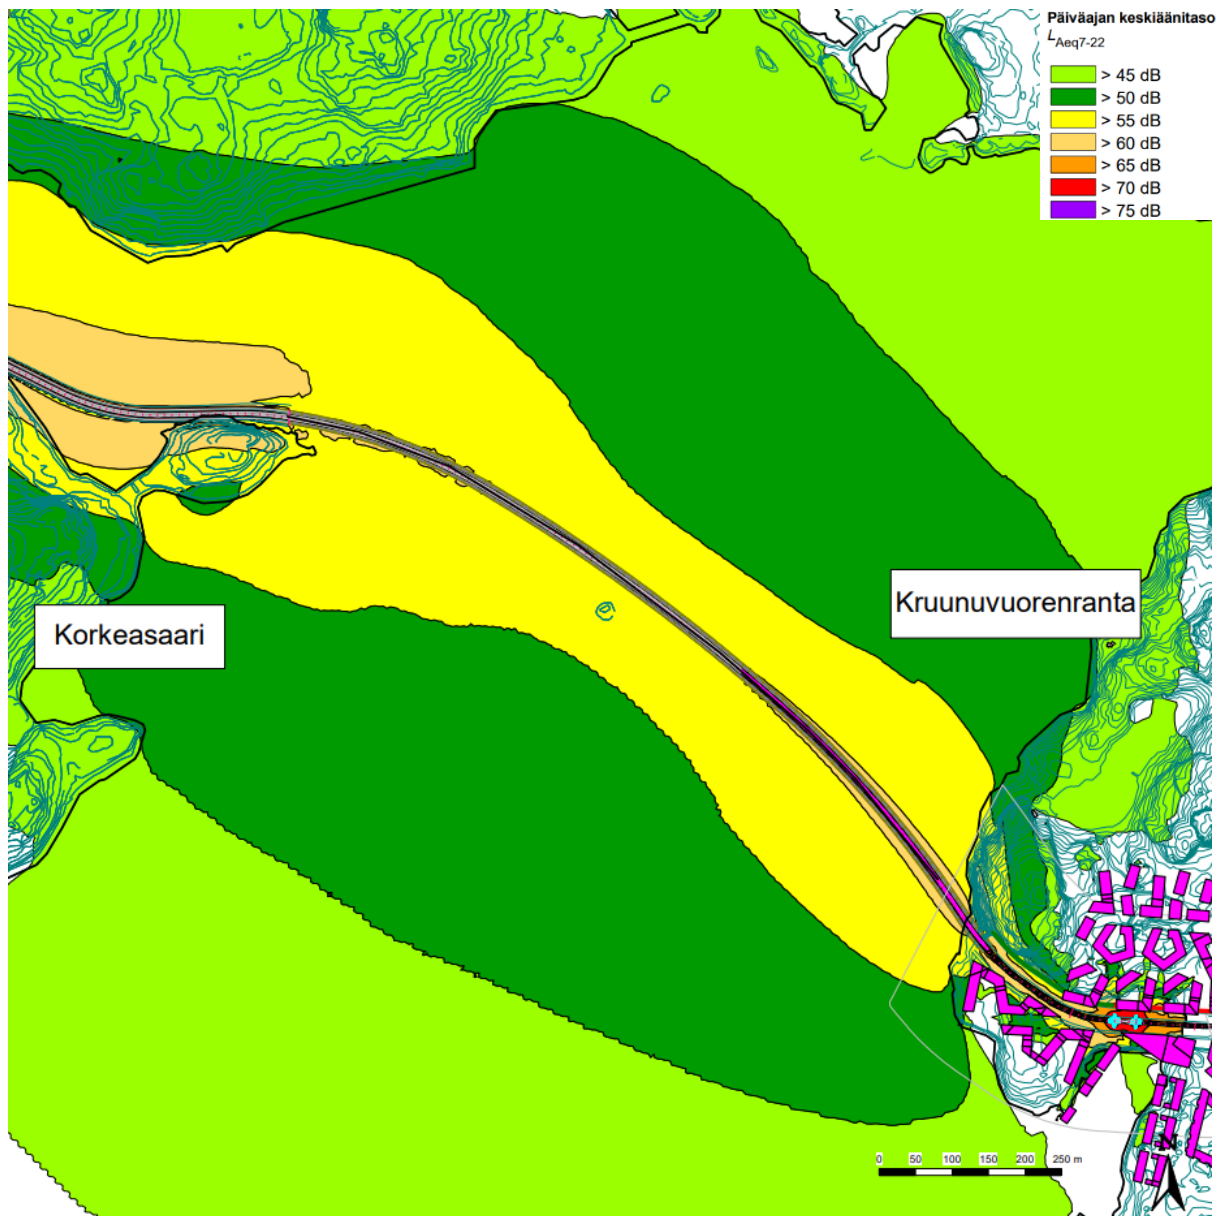 Päiväajan keskiäänitaso
LAeq7-22
> 45 dB
> 50 dB
> 55 dB
> 60 dB
> 65 dB
> 70 dB
> 75 dB
Kruunuvuorenranta
Korkeasaari
N
0 50 100 150 200 250 m